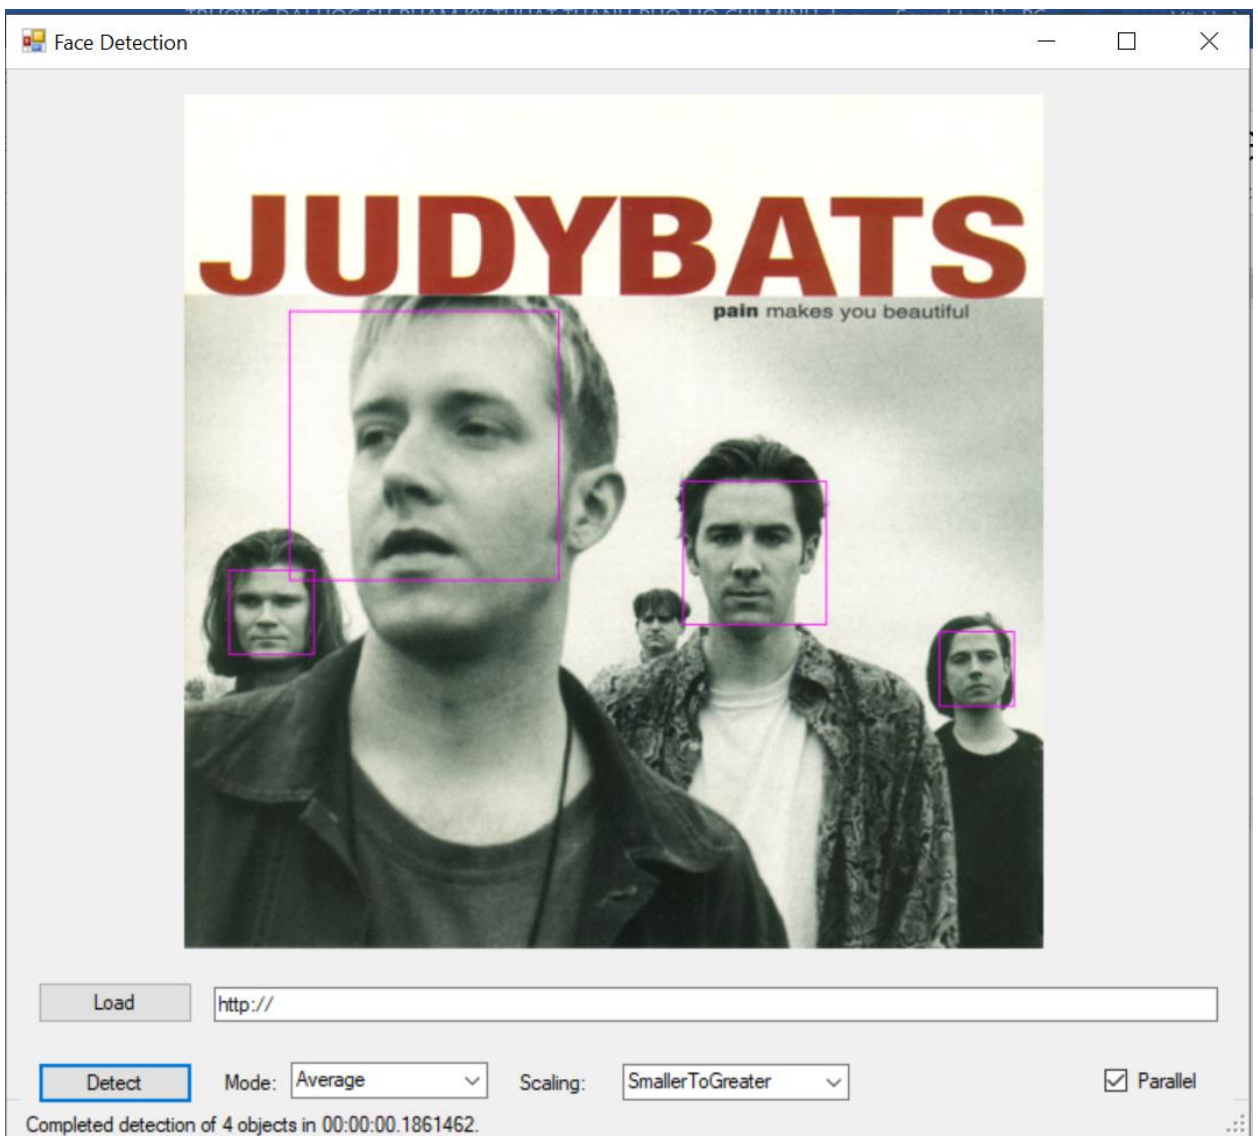 Face Detection
JUDYBATS
pain makes you beautiful
Load
http://
Detect
Mode:
Average
Scaling:
SmallerToGreater
Parallel
Completed detection of 4 objects in 00:00:00.1861462.